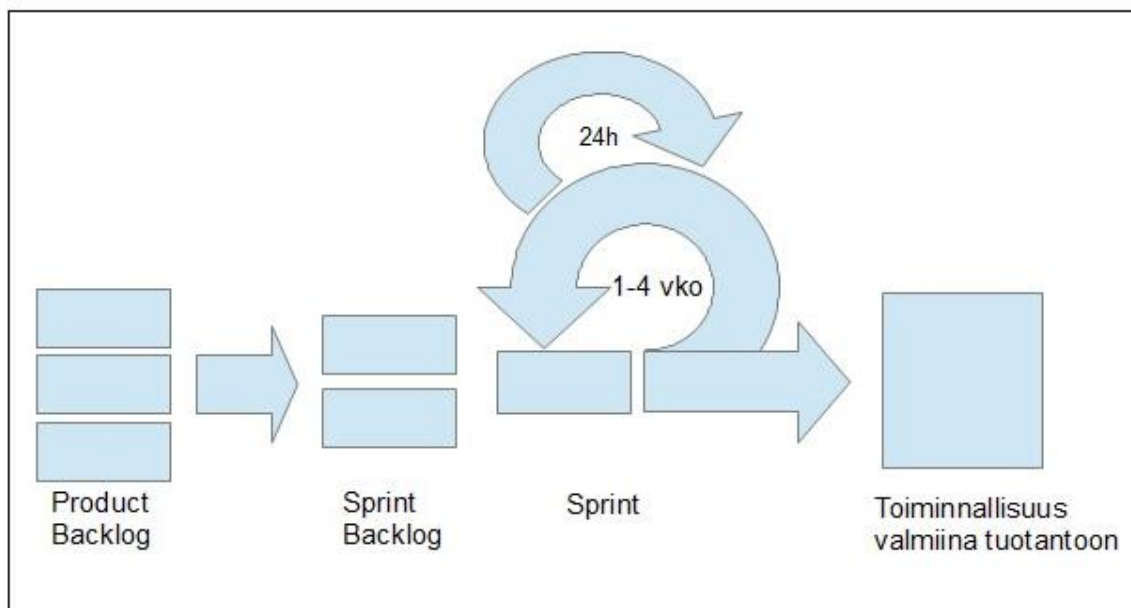 24h
1-4 vko
Product
Backlog
Sprint
Backlog
Sprint
Toiminnallisuus
valmiina tuotantoon